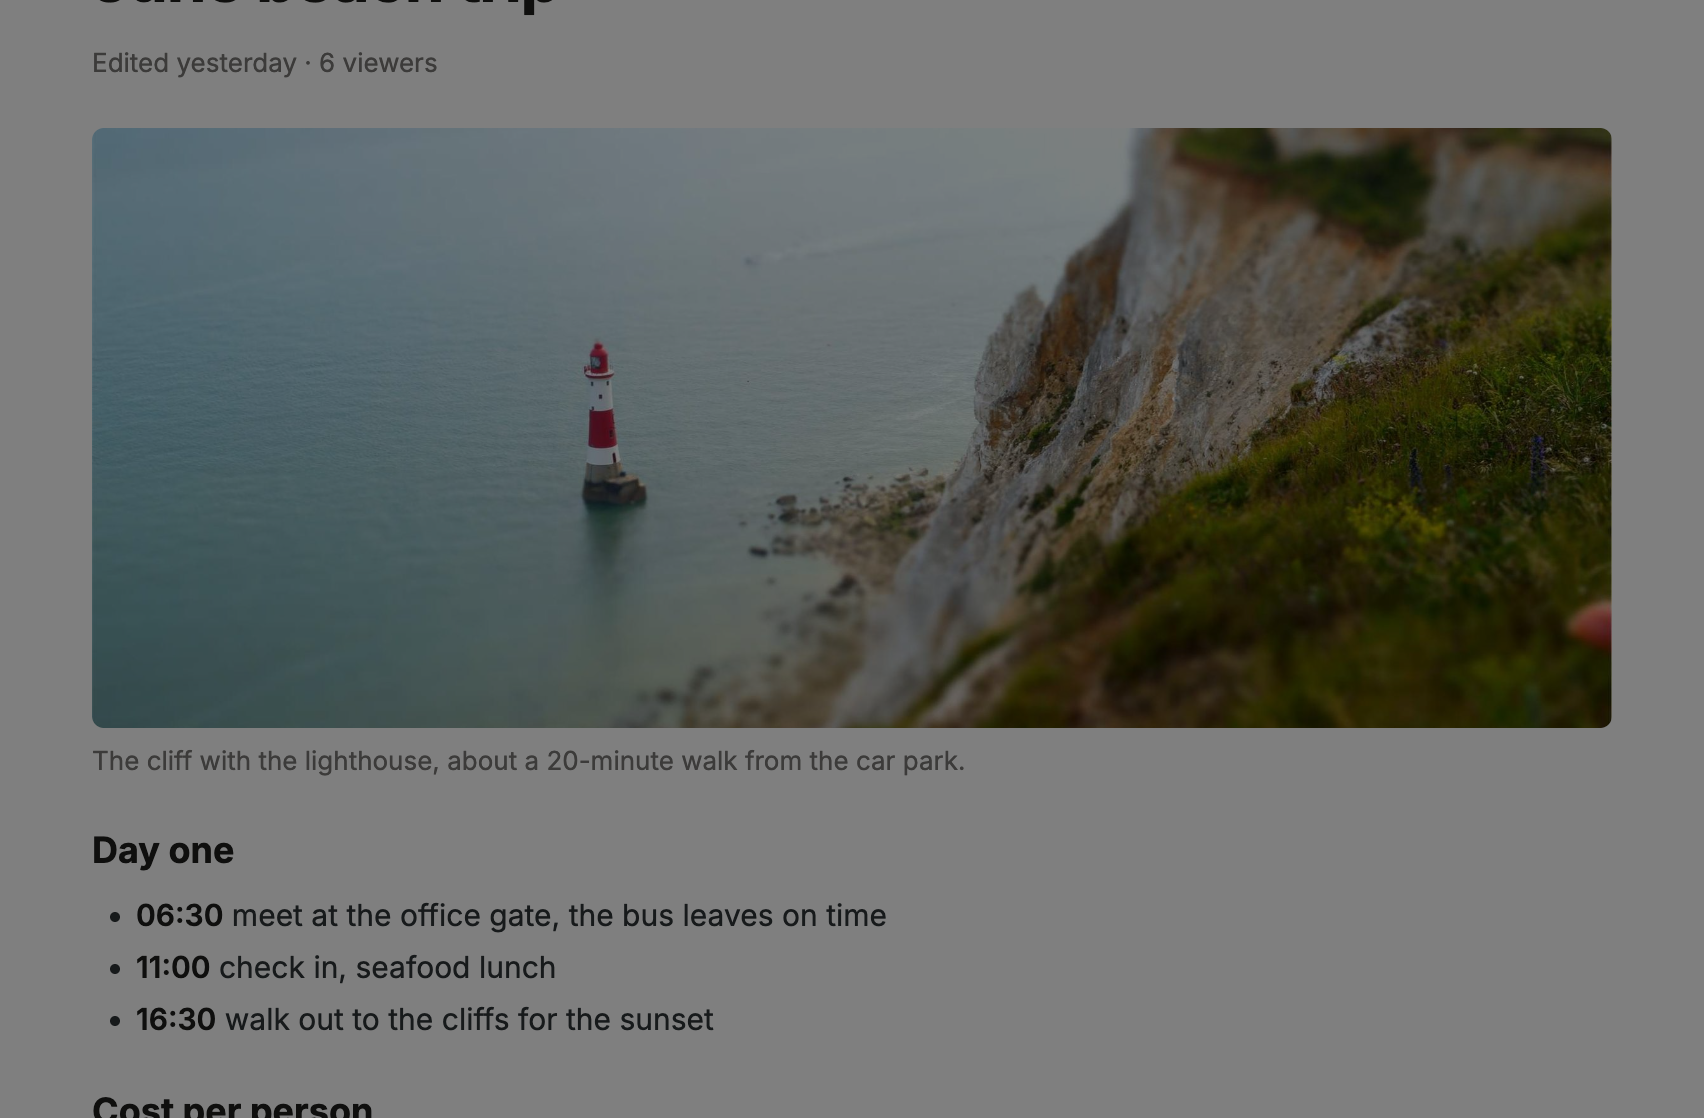 beach trip
Edited yesterday · 6 viewers
The cliff with the lighthouse, about a 20-minute walk from the car park.
Day one
• 06:30 meet at the office gate, the bus leaves on time
• 11:00 check in, seafood lunch
• 16:30 walk out to the cliffs for the sunset
Cost per person